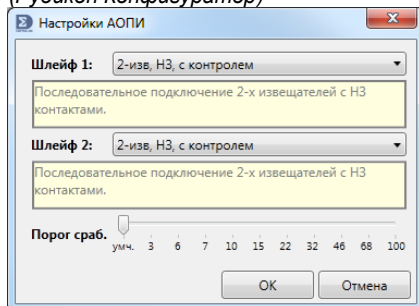 (Рубикон Конфигуратор)
Настройки АОПИ
Шлейф 1: 2-изв, НЗ, с контролем
Последовательное подключение 2-х извещателей с НЗ
контактами.
Шлейф 2: 2-изв, НЗ, с контролем
Последовательное подключение 2-х извещателей с НЗ
контактами.
Порог сраб.
умч. 3 6 7 10 15 22 32 46 68 100
ОК Отмена